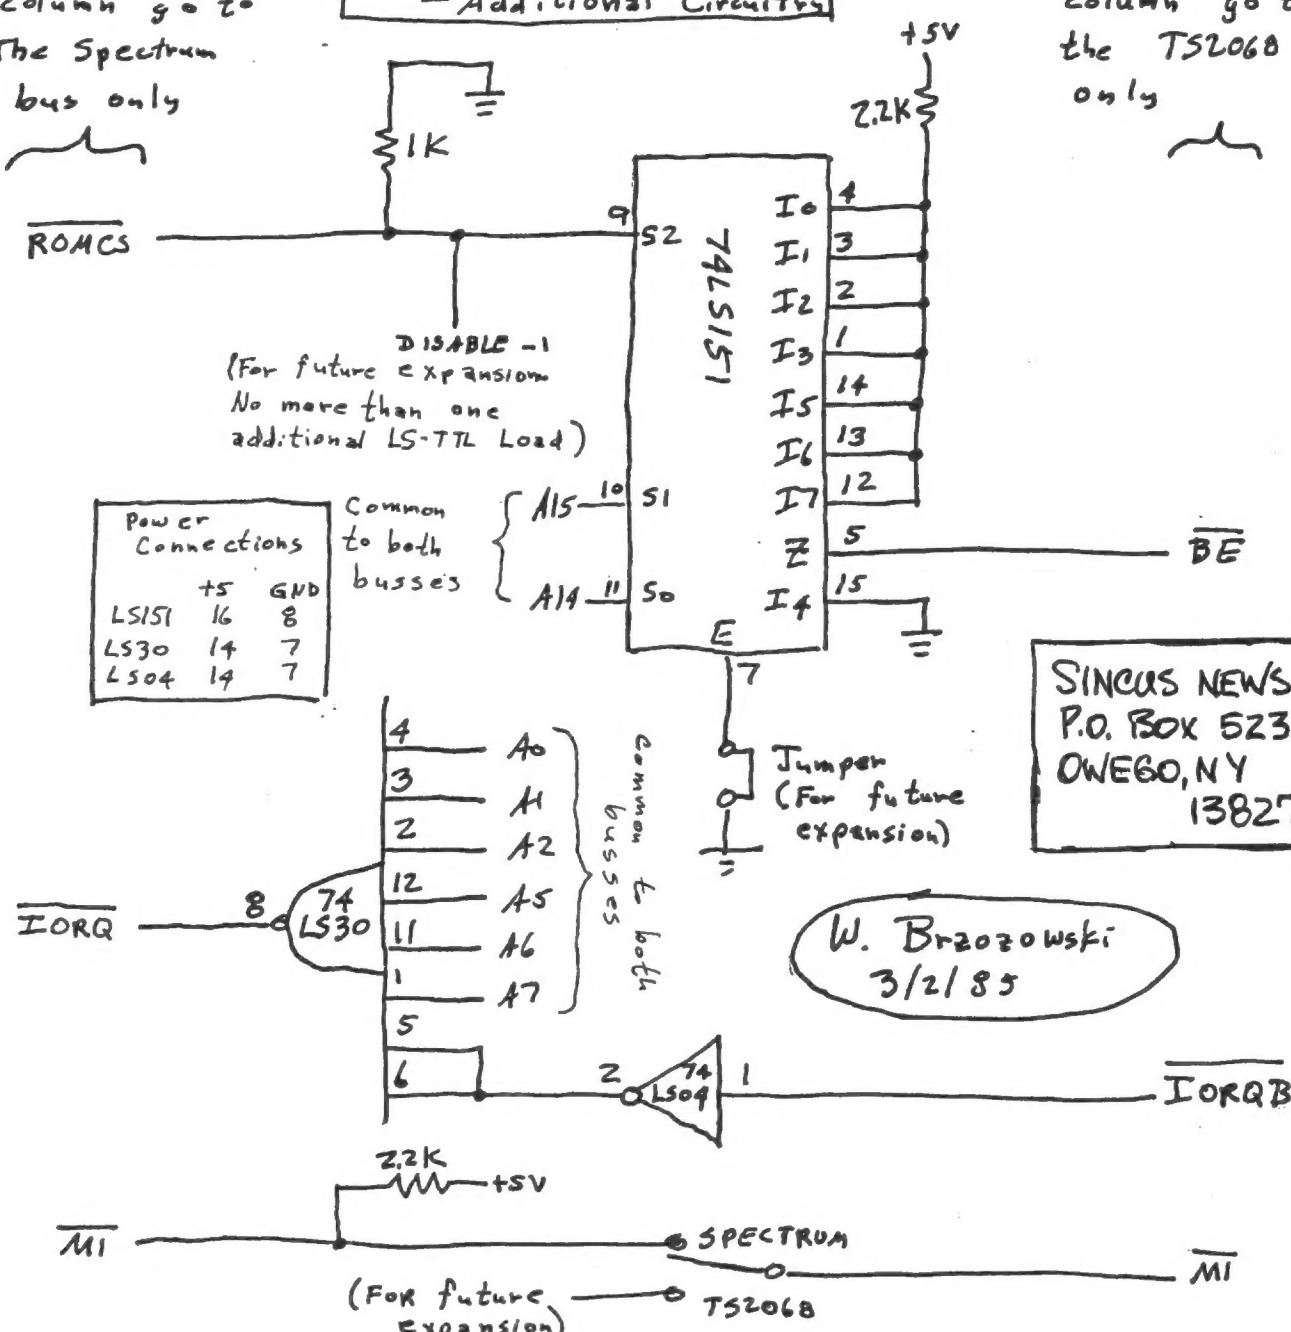 column go to
The Spectrum
bus only
Additional Circuitry
column go to
the TS2068
only
+5V
2.2K
1K
ROMCS
9
S2
74LS151
I0 4
I1 3
I2 2
I3 1
I5 14
I6 13
I7 12
Z 5
I4 15
BE
DISABLE -1
(For future expansion
No more than one
additional LS-TTL Load)
Common
to both
busses
A15 10 S1
A14 11 S0
E
7
Power
Connections
+5 GND
LS151 16 8
LS30 14 7
LS04 14 7
Jumper
(For future
expansion)
SINCUS NEWS
P.O. BOX 523
OWEGO, NY
13827
4 A0
3 A1
2 A2
12 A5
11 A6
1 A7
5
6
common to both
busses
IORQ
8
74
LS30
W. Brzozowski
3/2/85
2
74
LS04
1
IORQB
2.2K
+5V
M1
SPECTRUM
M1
(FOR future
expansion)
TS2068